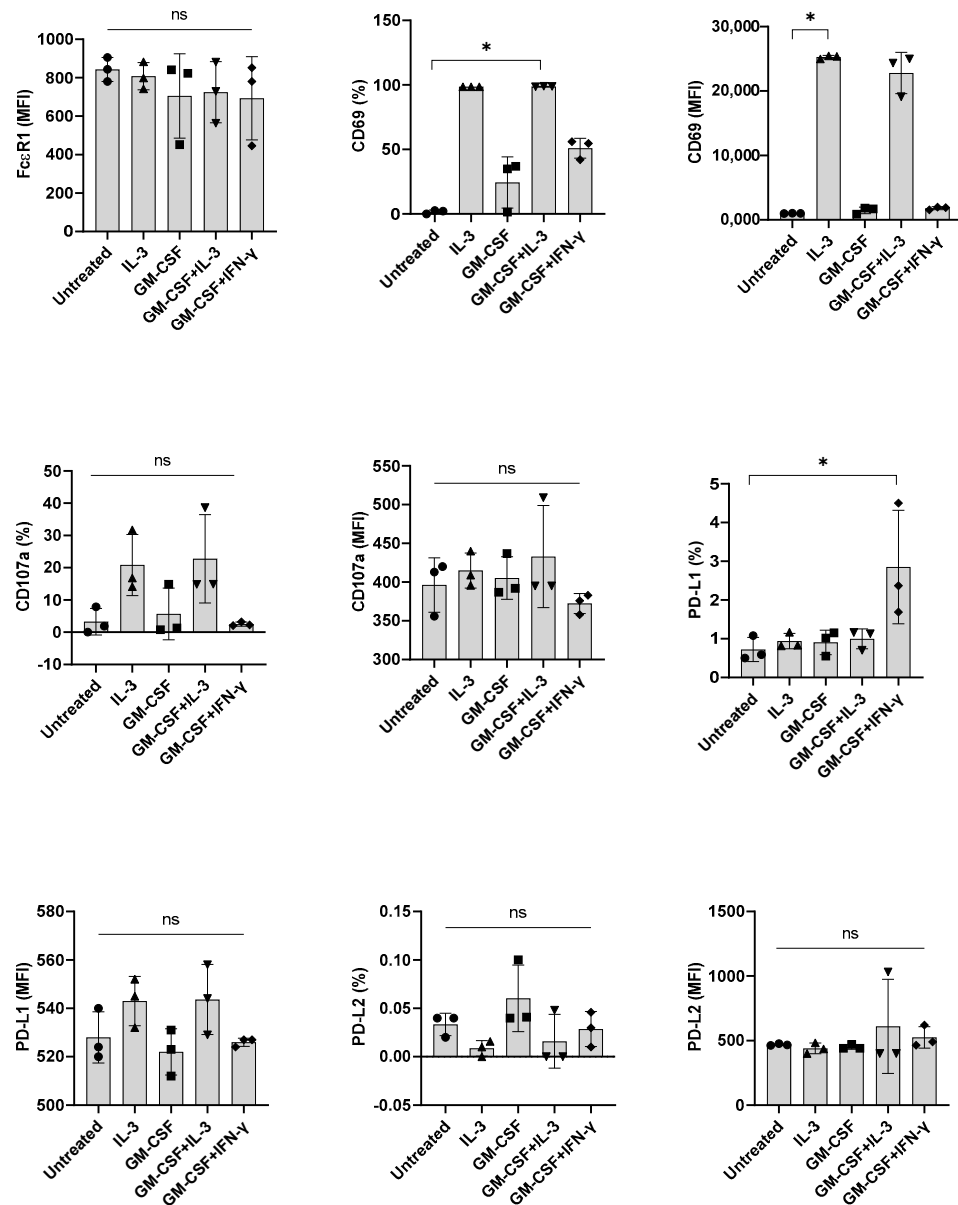 ns
FcεR1 (MFI)
1000
800
600
400
200
0
Untreated
IL-3
GM-CSF
GM-CSF+IL-3
GM-CSF+IFN-γ
*
CD69 (%)
150
100
50
0
Untreated
IL-3
GM-CSF
GM-CSF+IL-3
GM-CSF+IFN-γ
*
CD69 (MFI)
30,000
20,000
10,000
0,000
Untreated
IL-3
GM-CSF
GM-CSF+IL-3
GM-CSF+IFN-γ
ns
CD107a (%)
50
40
30
20
10
0
-10
Untreated
IL-3
GM-CSF
GM-CSF+IL-3
GM-CSF+IFN-γ
ns
CD107a (MFI)
550
500
450
400
350
300
Untreated
IL-3
GM-CSF
GM-CSF+IL-3
GM-CSF+IFN-γ
*
PD-L1 (%)
5
4
3
2
1
0
Untreated
IL-3
GM-CSF
GM-CSF+IL-3
GM-CSF+IFN-γ
ns
PD-L1 (MFI)
580
560
540
520
500
Untreated
IL-3
GM-CSF
GM-CSF+IL-3
GM-CSF+IFN-γ
ns
PD-L2 (%)
0.15
0.10
0.05
0.00
-0.05
Untreated
IL-3
GM-CSF
GM-CSF+IL-3
GM-CSF+IFN-γ
ns
PD-L2 (MFI)
1500
1000
500
0
Untreated
IL-3
GM-CSF
GM-CSF+IL-3
GM-CSF+IFN-γ